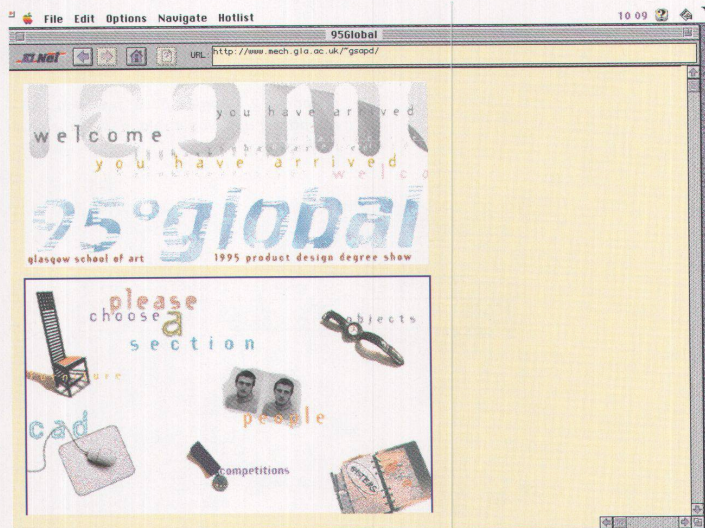 File Edit Options Navigate Hotlist 10 09
95Global
URL: http://www.mech.gla.ac.uk/~gsapd/
you have arrived
welcome
you have arrived
welco
95°global
glasgow school of art 1995 product design degree show
please
choose a
objects
section
people
cad
competitions